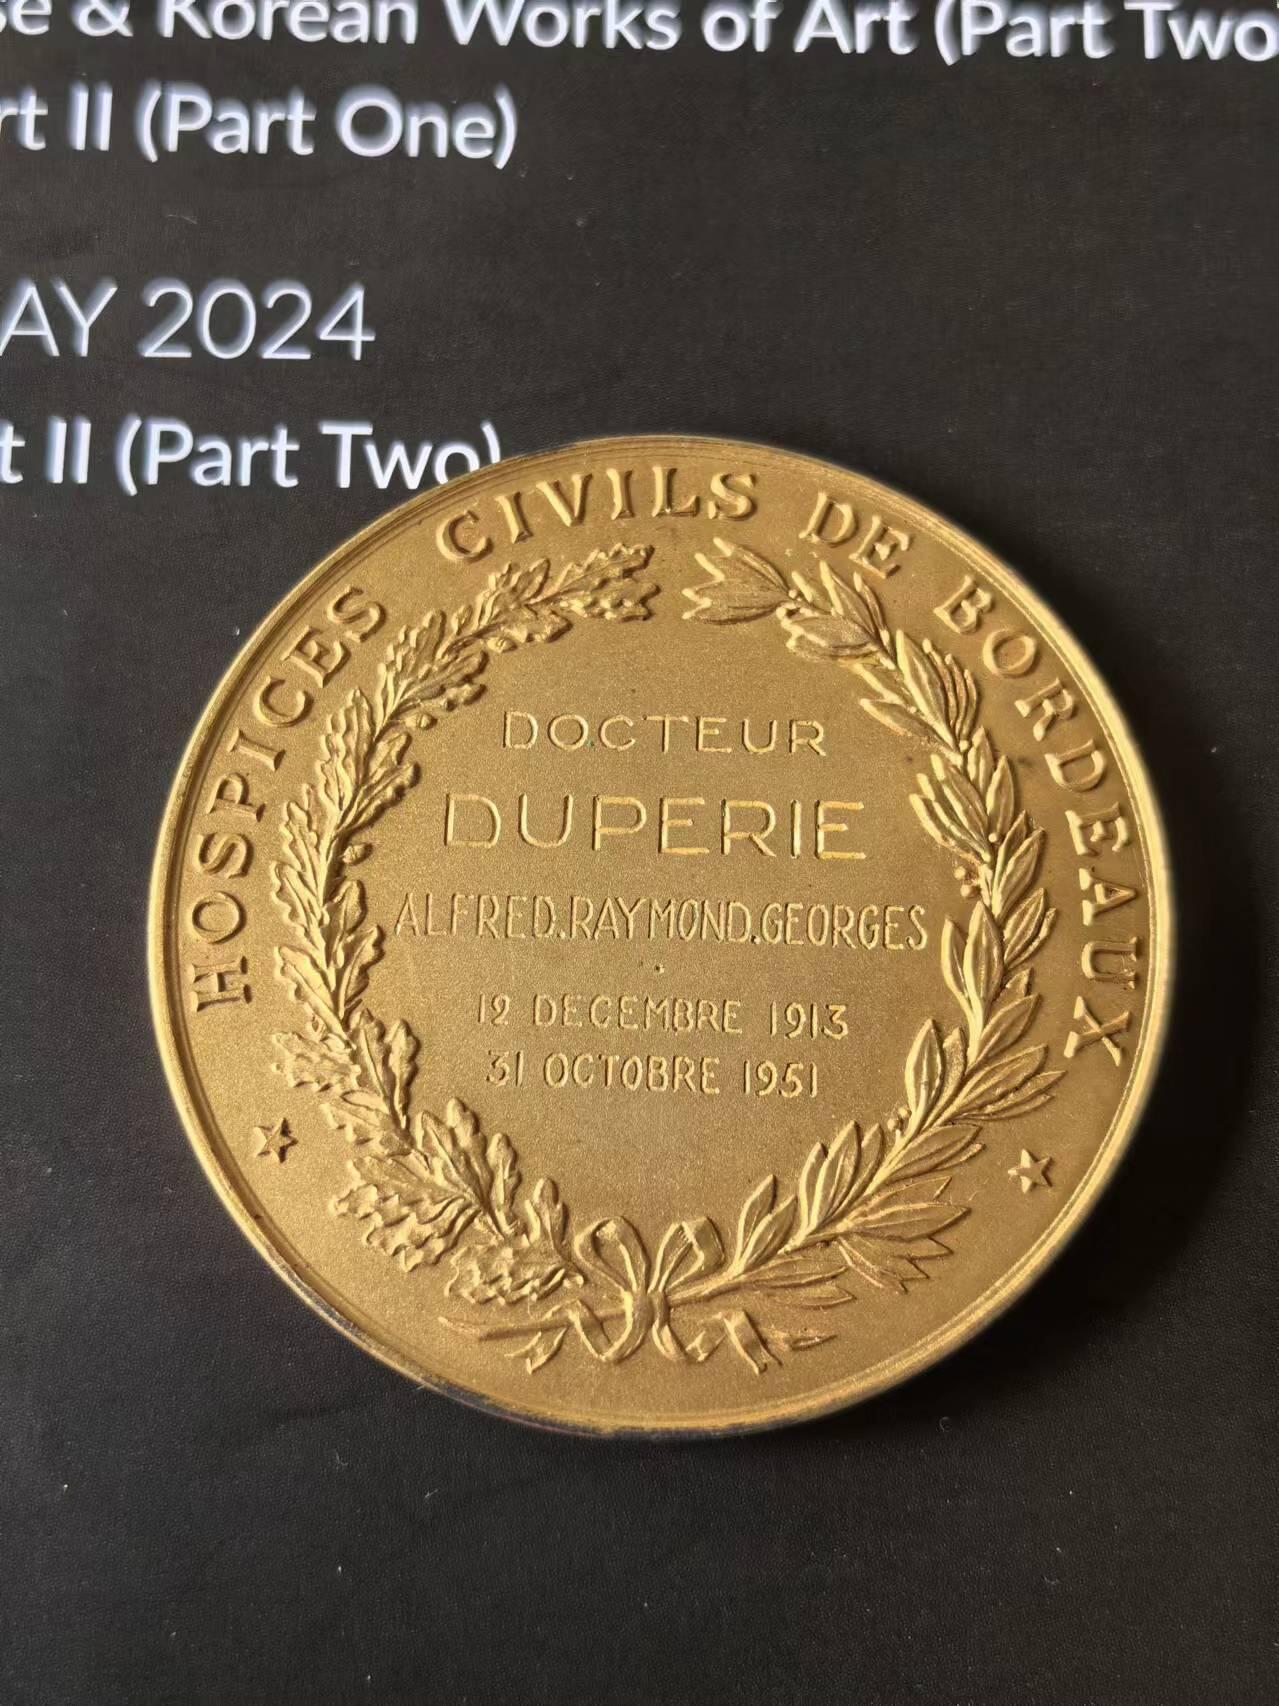 se & Korean Works of Art (Part Two
rt II (Part One)
AY 2024
t II (Part Two)
HOSPICES CIVILS DE BORDEAUX
DOCTEUR
DUPERIE
ALFRED.RAYMOND.GEORGES
12 DECEMBRE 1913
31 OCTOBRE 1951